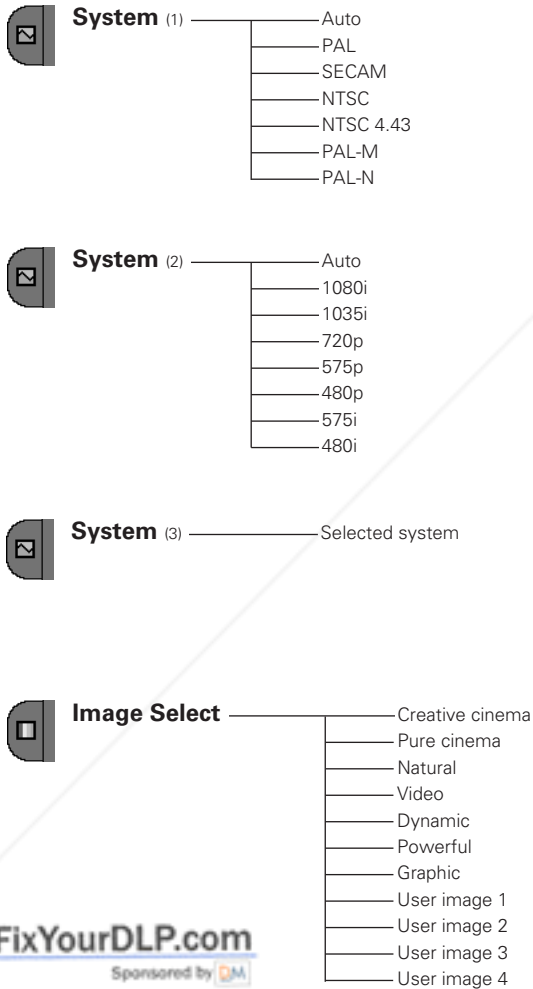 System (1)
Auto
PAL
SECAM
NTSC
NTSC 4.43
PAL-M
PAL-N
System (2)
Auto
1080i
1035i
720p
575p
480p
575i
480i
System (3)
Selected system
Image Select
Creative cinema
Pure cinema
Natural
Video
Dynamic
Powerful
Graphic
User image 1
User image 2
User image 3
User image 4
FixYourDLP.com
Sponsored by DM